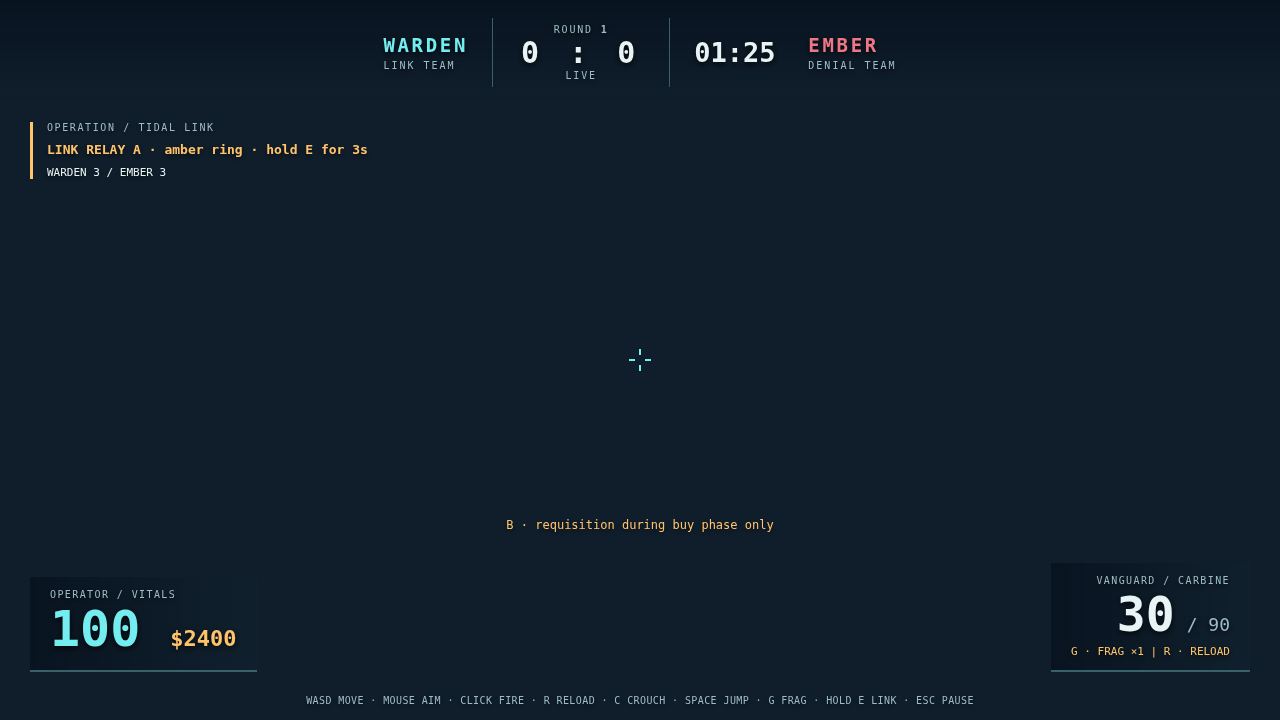 WARDEN
LINK TEAM
ROUND 1
0 : 0
LIVE
01:25
EMBER
DENIAL TEAM
OPERATION / TIDAL LINK
LINK RELAY A · amber ring · hold E for 3s
WARDEN 3 / EMBER 3
B · requisition during buy phase only
OPERATOR / VITALS
100 $2400
VANGUARD / CARBINE
30 / 90
G · FRAG ×1 | R · RELOAD
WASD MOVE · MOUSE AIM · CLICK FIRE · R RELOAD · C CROUCH · SPACE JUMP · G FRAG · HOLD E LINK · ESC PAUSE